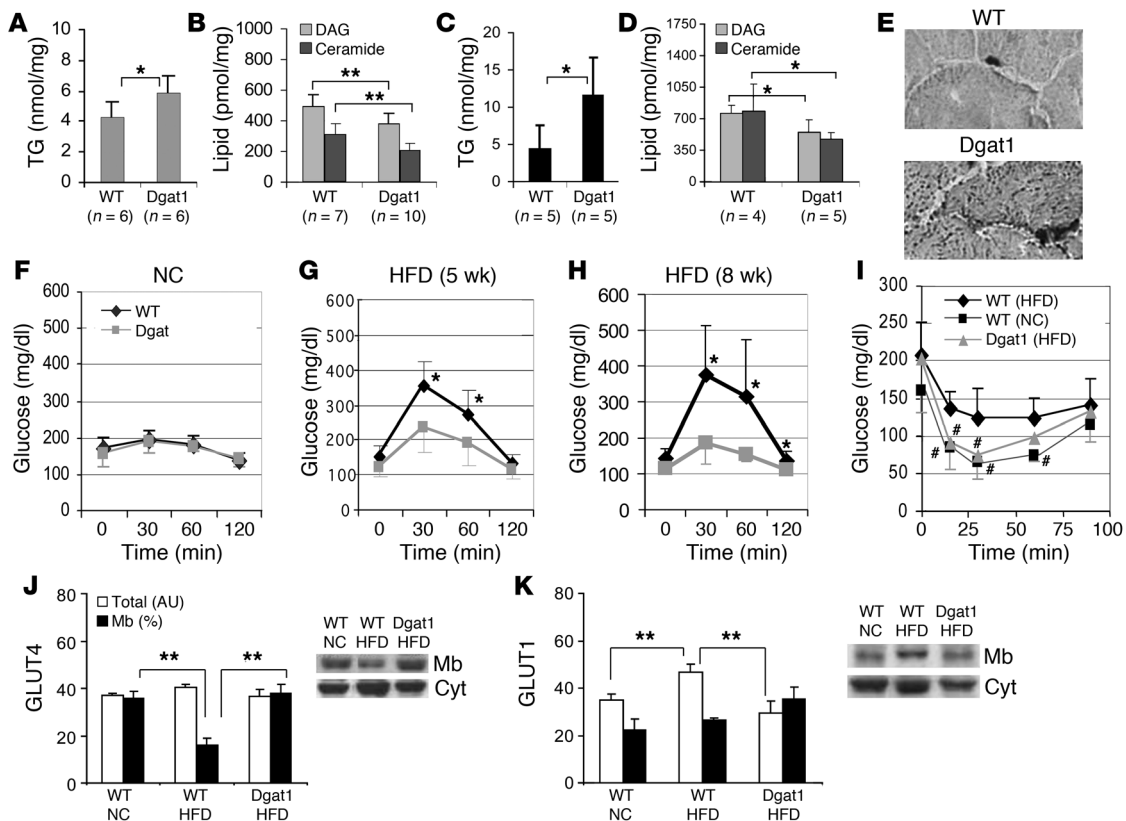 A
TG (nmol/mg)
10
8
6
4
2
0
*
WT
(n = 6)
Dgat1
(n = 6)
B
Lipid (pmol/mg)
1000
800
600
400
200
0
DAG
Ceramide
**
**
WT
(n = 7)
Dgat1
(n = 10)
C
TG (nmol/mg)
20
15
10
5
0
*
WT
(n = 5)
Dgat1
(n = 5)
D
Lipid (pmol/mg)
1750
1400
1050
700
350
0
DAG
Ceramide
*
*
WT
(n = 4)
Dgat1
(n = 5)
E
WT
Dgat1
F
NC
Glucose (mg/dl)
600
500
400
300
200
100
0
WT
Dgat
0 30 60 120
Time (min)
G
HFD (5 wk)
Glucose (mg/dl)
600
500
400
300
200
100
0
*
*
0 30 60 120
Time (min)
H
HFD (8 wk)
Glucose (mg/dl)
600
500
400
300
200
100
0
*
*
*
0 30 60 120
Time (min)
I
Glucose (mg/dl)
300
250
200
150
100
50
0
WT (HFD)
WT (NC)
Dgat1 (HFD)
#
#
#
#
#
0 25 50 75 100
Time (min)
J
GLUT4
80
60
40
20
0
Total (AU)
Mb (%)
**
**
WT
NC
WT
HFD
Dgat1
HFD
WT
NC
WT
HFD
Dgat1
HFD
Mb
Cyt
K
GLUT1
80
60
40
20
0
**
**
WT
NC
WT
HFD
Dgat1
HFD
WT
NC
WT
HFD
Dgat1
HFD
Mb
Cyt